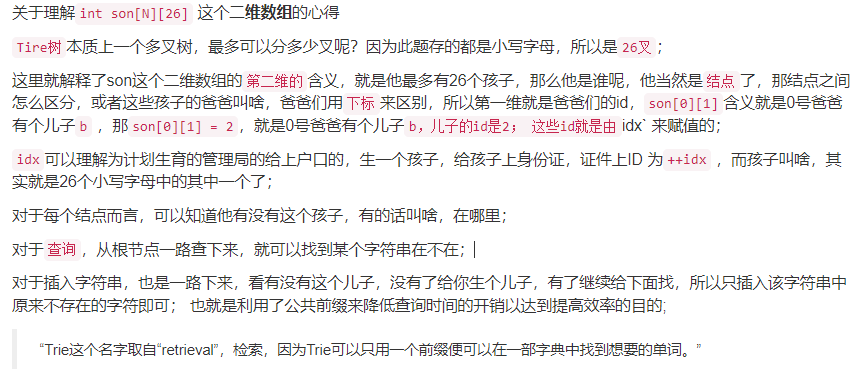 关于理解int son[N][26] 这个二维数组的心得
Tire树 本质上一个多叉树，最多可以分多少叉呢？因为此题存的都是小写字母，所以是 26叉；
这里就解释了son这个二维数组的 第二维的 含义，就是他最多有26个孩子，那么他是谁呢，他当然是 结点 了，那结点之间
怎么区分，或者这些孩子的爸爸叫啥，爸爸们用 下标 来区别，所以第一维就是爸爸们的id， son[0][1] 含义就是0号爸爸
有个儿子 b ，那 son[0][1] = 2 ，就是0号爸爸有个儿子 b，儿子的id是2； 这些id就是由 idx` 来赋值的；
idx 可以理解为计划生育的管理局的给上户口的，生一个孩子，给孩子上身份证，证件上ID 为 ++idx ，而孩子叫啥，其
实就是26个小写字母中的其中一个了；
对于每个结点而言，可以知道他有没有这个孩子，有的话叫啥，在哪里；
对于 查询 ，从根节点一路查下来，就可以找到某个字符串在不在；
对于插入字符串，也是一路下来，看有没有这个儿子，没有了给你生个儿子，有了继续给下面找，所以只插入该字符串中
原来不存在的字符即可； 也就是利用了公共前缀来降低查询时间的开销以达到提高效率的目的;
“Trie这个名字取自“retrieval”，检索，因为Trie可以只用一个前缀便可以在一部字典中找到想要的单词。”